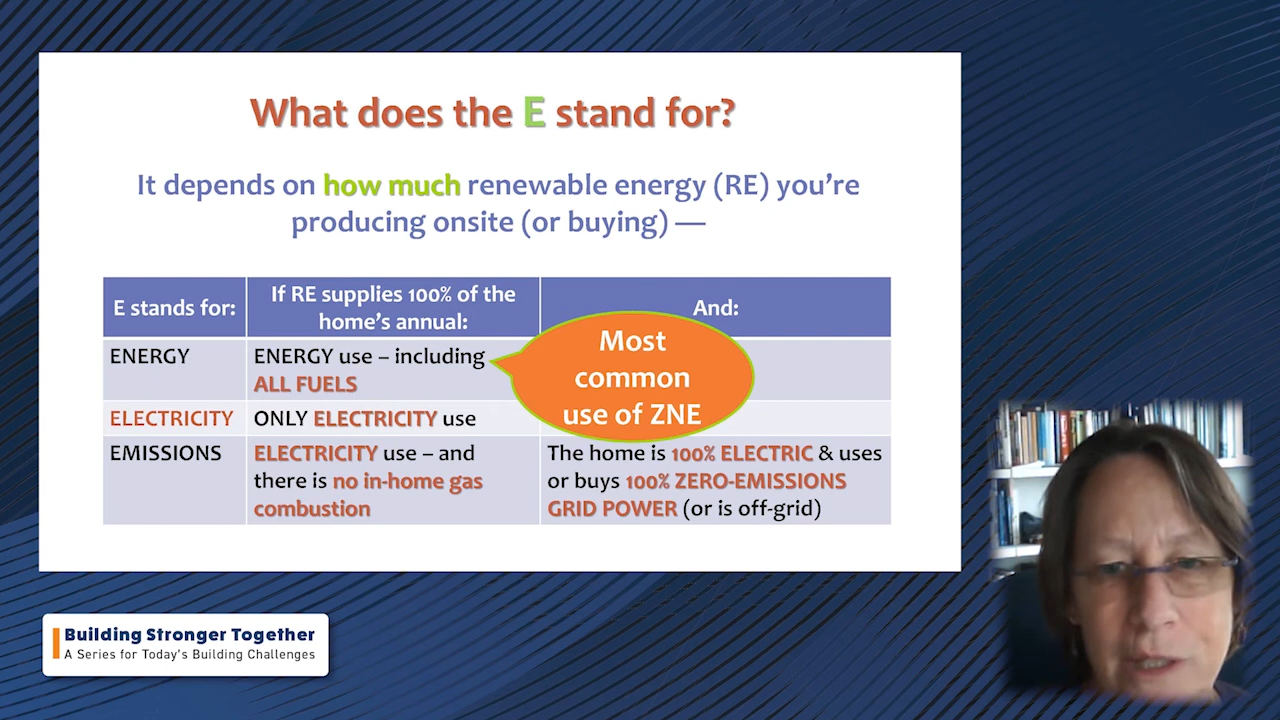 What does the E stand for?
It depends on how much renewable energy (RE) you’re
producing onsite (or buying) —
E stands for:
If RE supplies 100% of the
home’s annual:
And:
ENERGY
ENERGY use – including
ALL FUELS
Most
common
use of ZNE
ELECTRICITY
ONLY ELECTRICITY use
EMISSIONS
ELECTRICITY use – and
there is no in-home gas
combustion
The home is 100% ELECTRIC & uses
or buys 100% ZERO-EMISSIONS
GRID POWER (or is off-grid)
Building Stronger Together
A Series for Today's Building Challenges